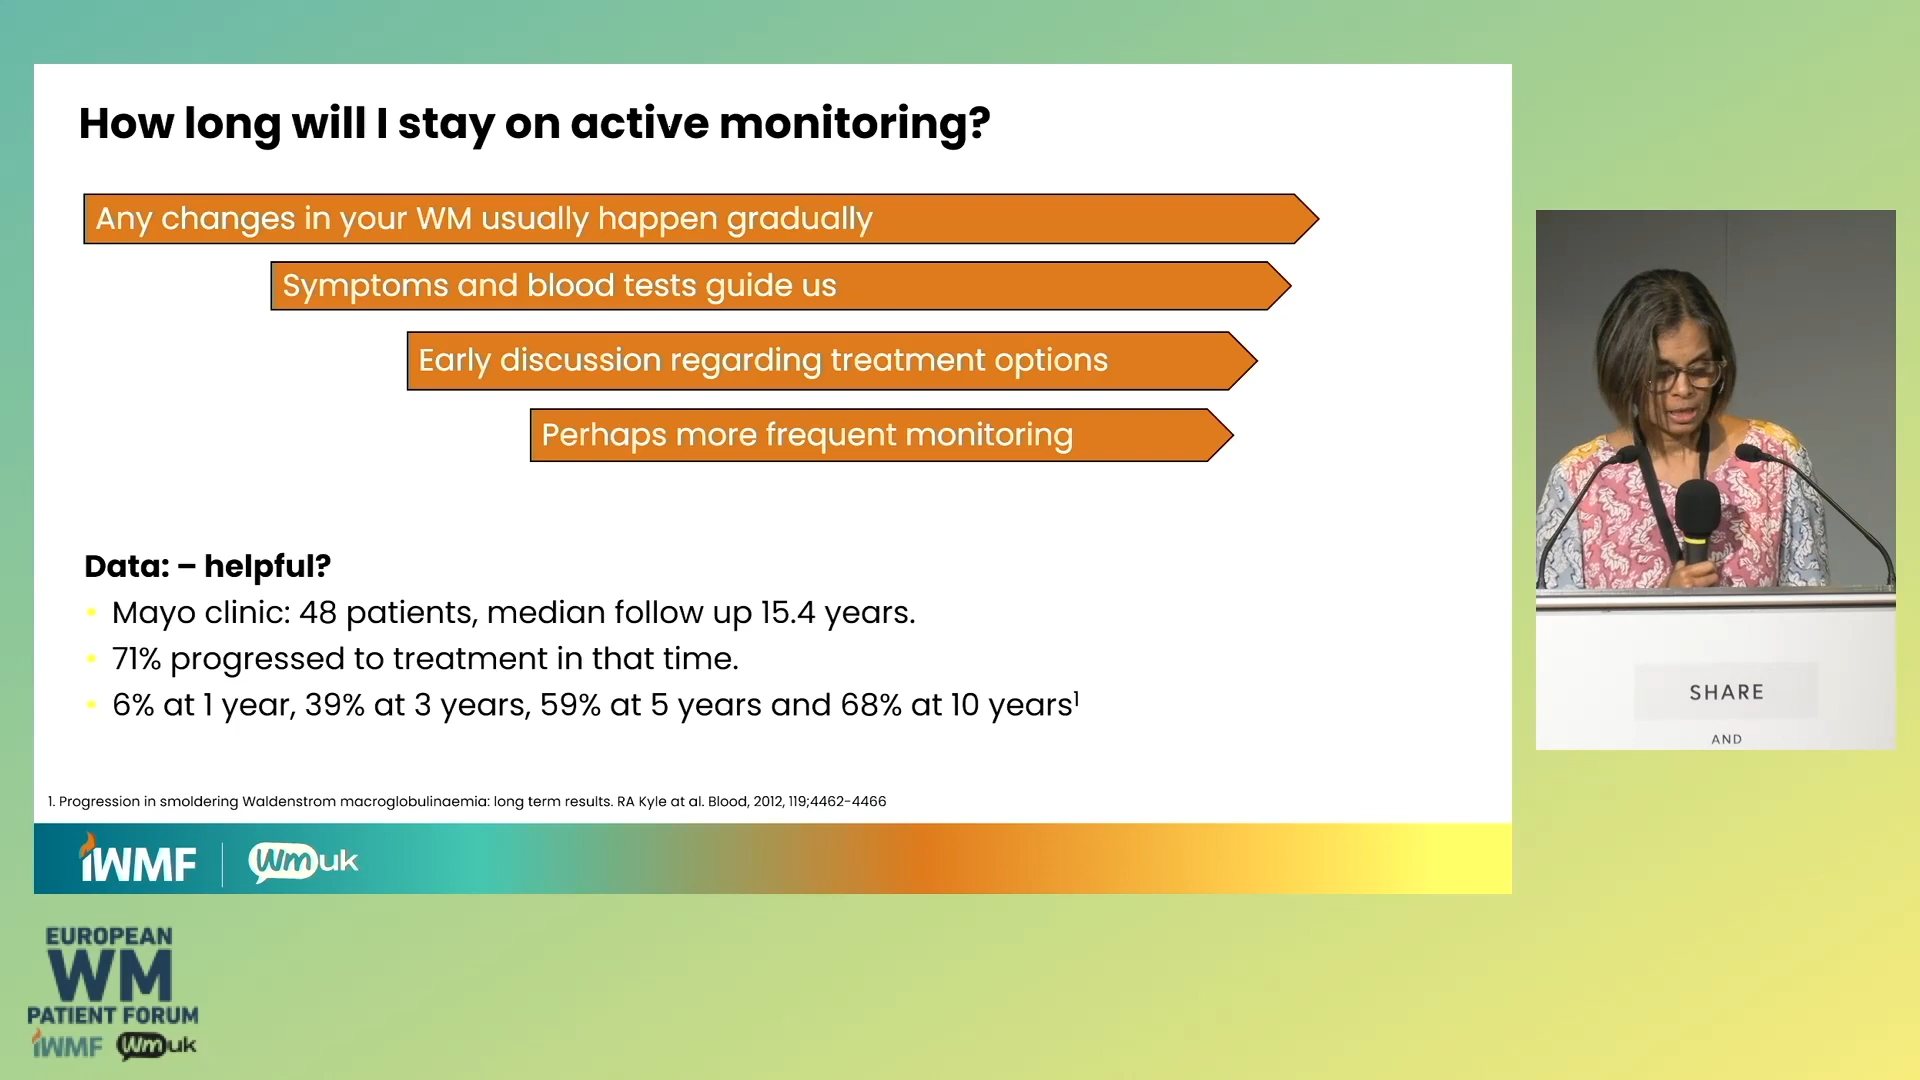 How long will I stay on active monitoring?
Any changes in your WM usually happen gradually
Symptoms and blood tests guide us
Early discussion regarding treatment options
Perhaps more frequent monitoring
Data: – helpful?
• Mayo clinic: 48 patients, median follow up 15.4 years.
• 71% progressed to treatment in that time.
• 6% at 1 year, 39% at 3 years, 59% at 5 years and 68% at 10 years¹
1. Progression in smoldering Waldenstrom macroglobulinaemia: long term results. RA Kyle at al. Blood, 2012, 119;4462-4466
iWMF
Wmuk
SHARE
AND
EUROPEAN
WM
PATIENT FORUM
iWMF Wmuk